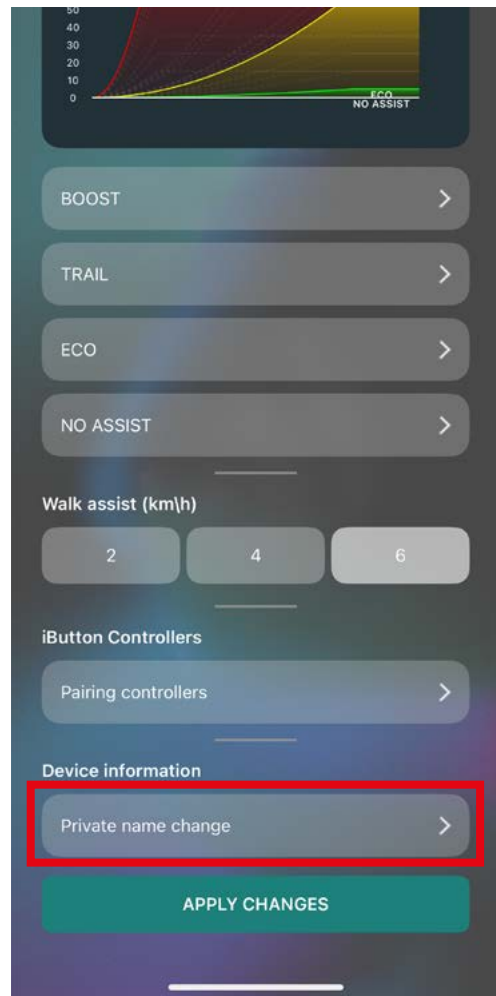 50
40
30
20
10
0
ECO
NO ASSIST
BOOST
TRAIL
ECO
NO ASSIST
Walk assist (km\h)
2 4 6
iButton Controllers
Pairing controllers
Device information
Private name change
APPLY CHANGES